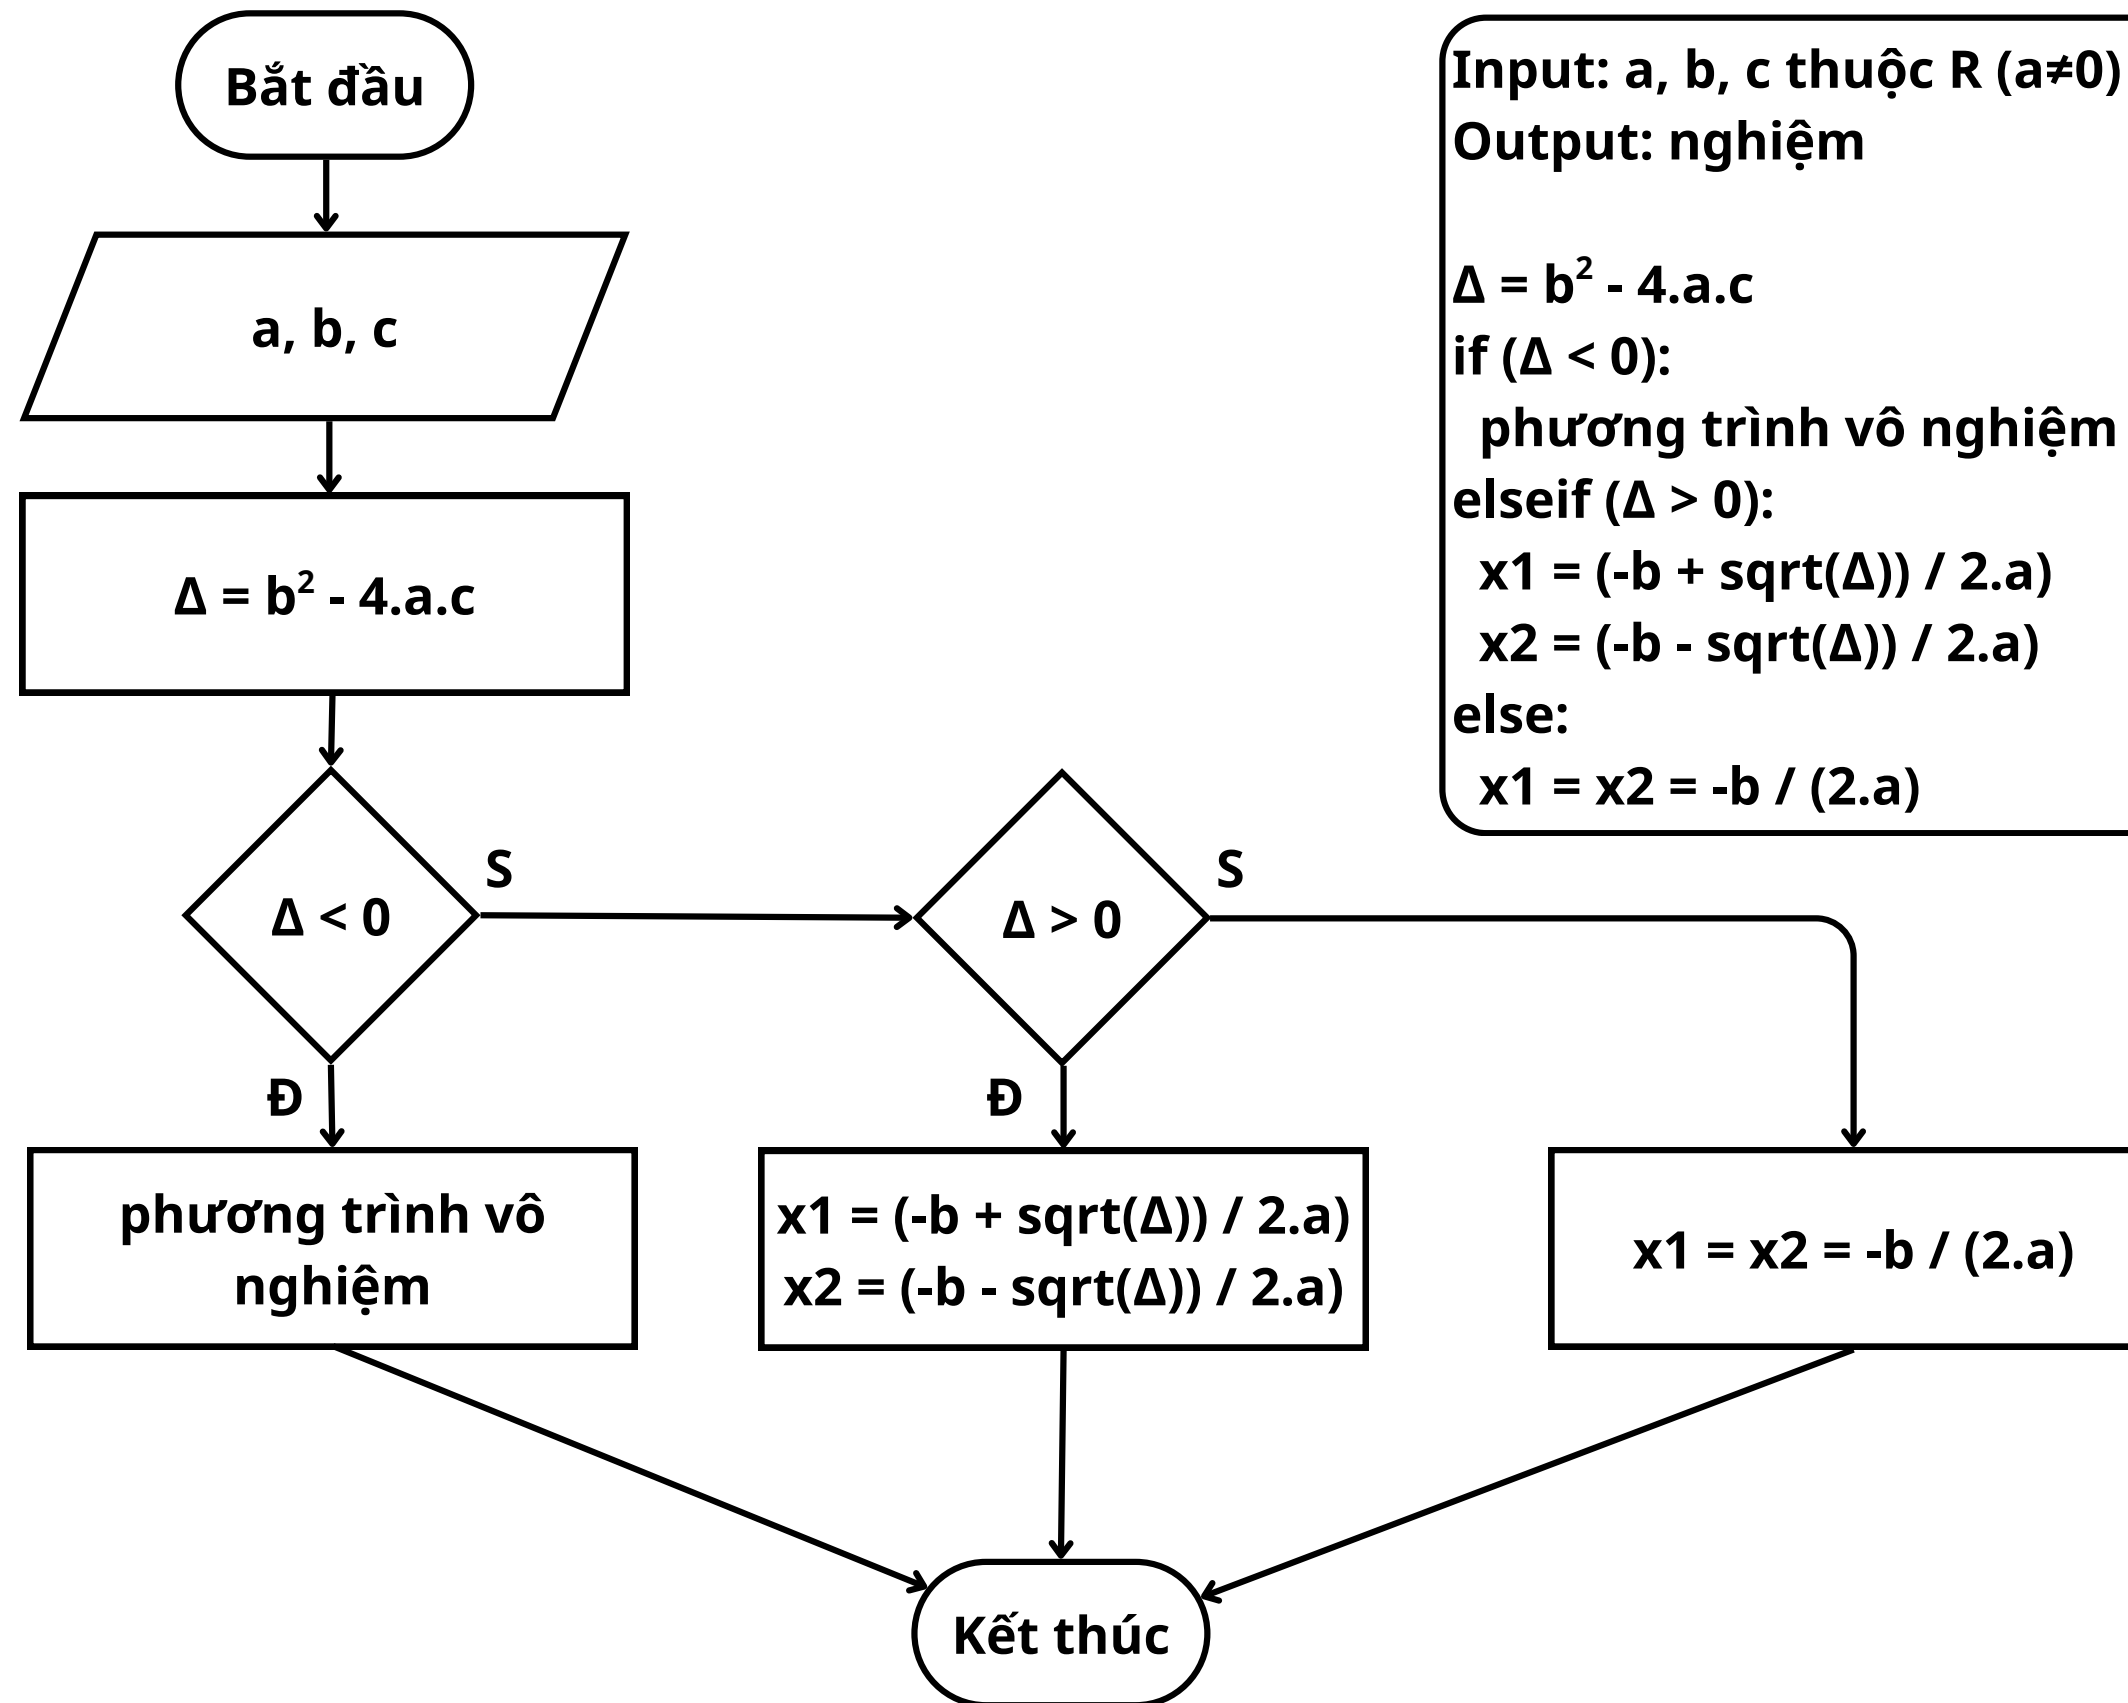 Bắt đầu
a, b, c
Δ = b² - 4.a.c
Δ < 0
S
Đ
Δ > 0
S
Đ
phương trình vô
nghiệm
x1 = (-b + sqrt(Δ)) / 2.a)
x2 = (-b - sqrt(Δ)) / 2.a)
x1 = x2 = -b / (2.a)
Kết thúc
Input: a, b, c thuộc R (a≠0)
Output: nghiệm
Δ = b² - 4.a.c
if (Δ < 0):
phương trình vô nghiệm
elseif (Δ > 0):
x1 = (-b + sqrt(Δ)) / 2.a)
x2 = (-b - sqrt(Δ)) / 2.a)
else:
x1 = x2 = -b / (2.a)